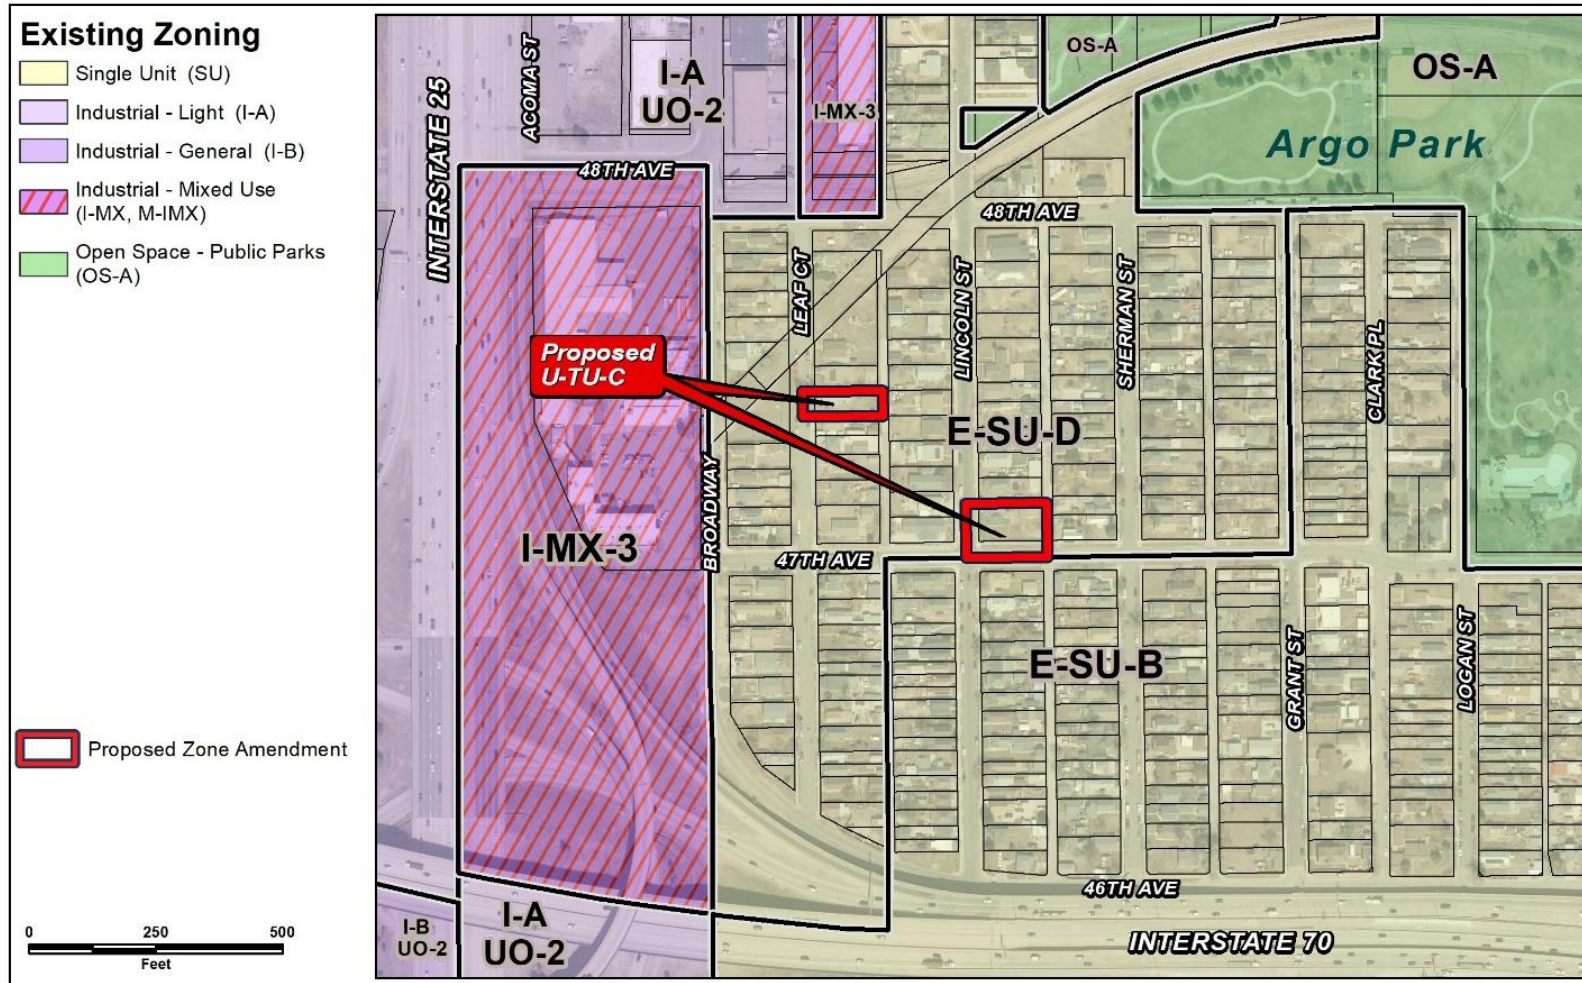 Existing Zoning
Single Unit (SU)
Industrial - Light (I-A)
Industrial - General (I-B)
Industrial - Mixed Use
(I-MX, M-IMX)
Open Space - Public Parks
(OS-A)
Proposed Zone Amendment
0 250 500
Feet
INTERSTATE 25
ACOMA ST
I-A
UO-2
I-MX-3
OS-A
OS-A
Argo Park
48TH AVE
48TH AVE
LEAF CT
LINCOLN ST
SHERMAN ST
CLARK PL
Proposed
U-TU-C
E-SU-D
BROADWAY
I-MX-3
47TH AVE
E-SU-B
GRANT ST
LOGAN ST
46TH AVE
I-B
UO-2
I-A
UO-2
INTERSTATE 70